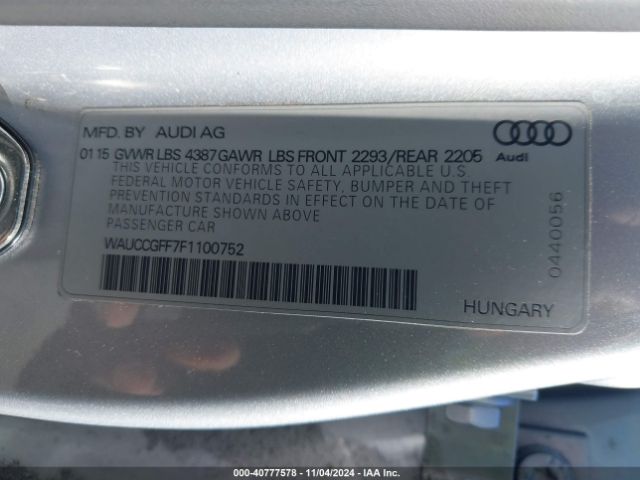 MFD. BY AUDI AG
01 15 GVWR LBS 4387 GAWR LBS FRONT 2293/REAR 2205
Audi
THIS VEHICLE CONFORMS TO ALL APPLICABLE U.S.
FEDERAL MOTOR VEHICLE SAFETY, BUMPER AND THEFT
PREVENTION STANDARDS IN EFFECT ON THE DATE OF
MANUFACTURE SHOWN ABOVE
PASSENGER CAR
WAUCCGFF7F1100752
0440056
HUNGARY
000-40777578 - 11/04/2024 - IAA Inc.